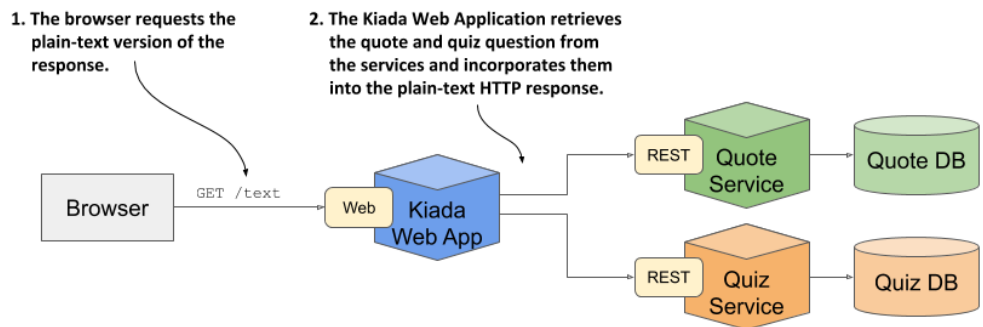 1. The browser requests the
plain-text version of the
response.
2. The Kiada Web Application retrieves
the quote and quiz question from
the services and incorporates them
into the plain-text HTTP response.
Browser
GET /text
Web
Kiada
Web App
REST
Quote
Service
Quote DB
REST
Quiz
Service
Quiz DB